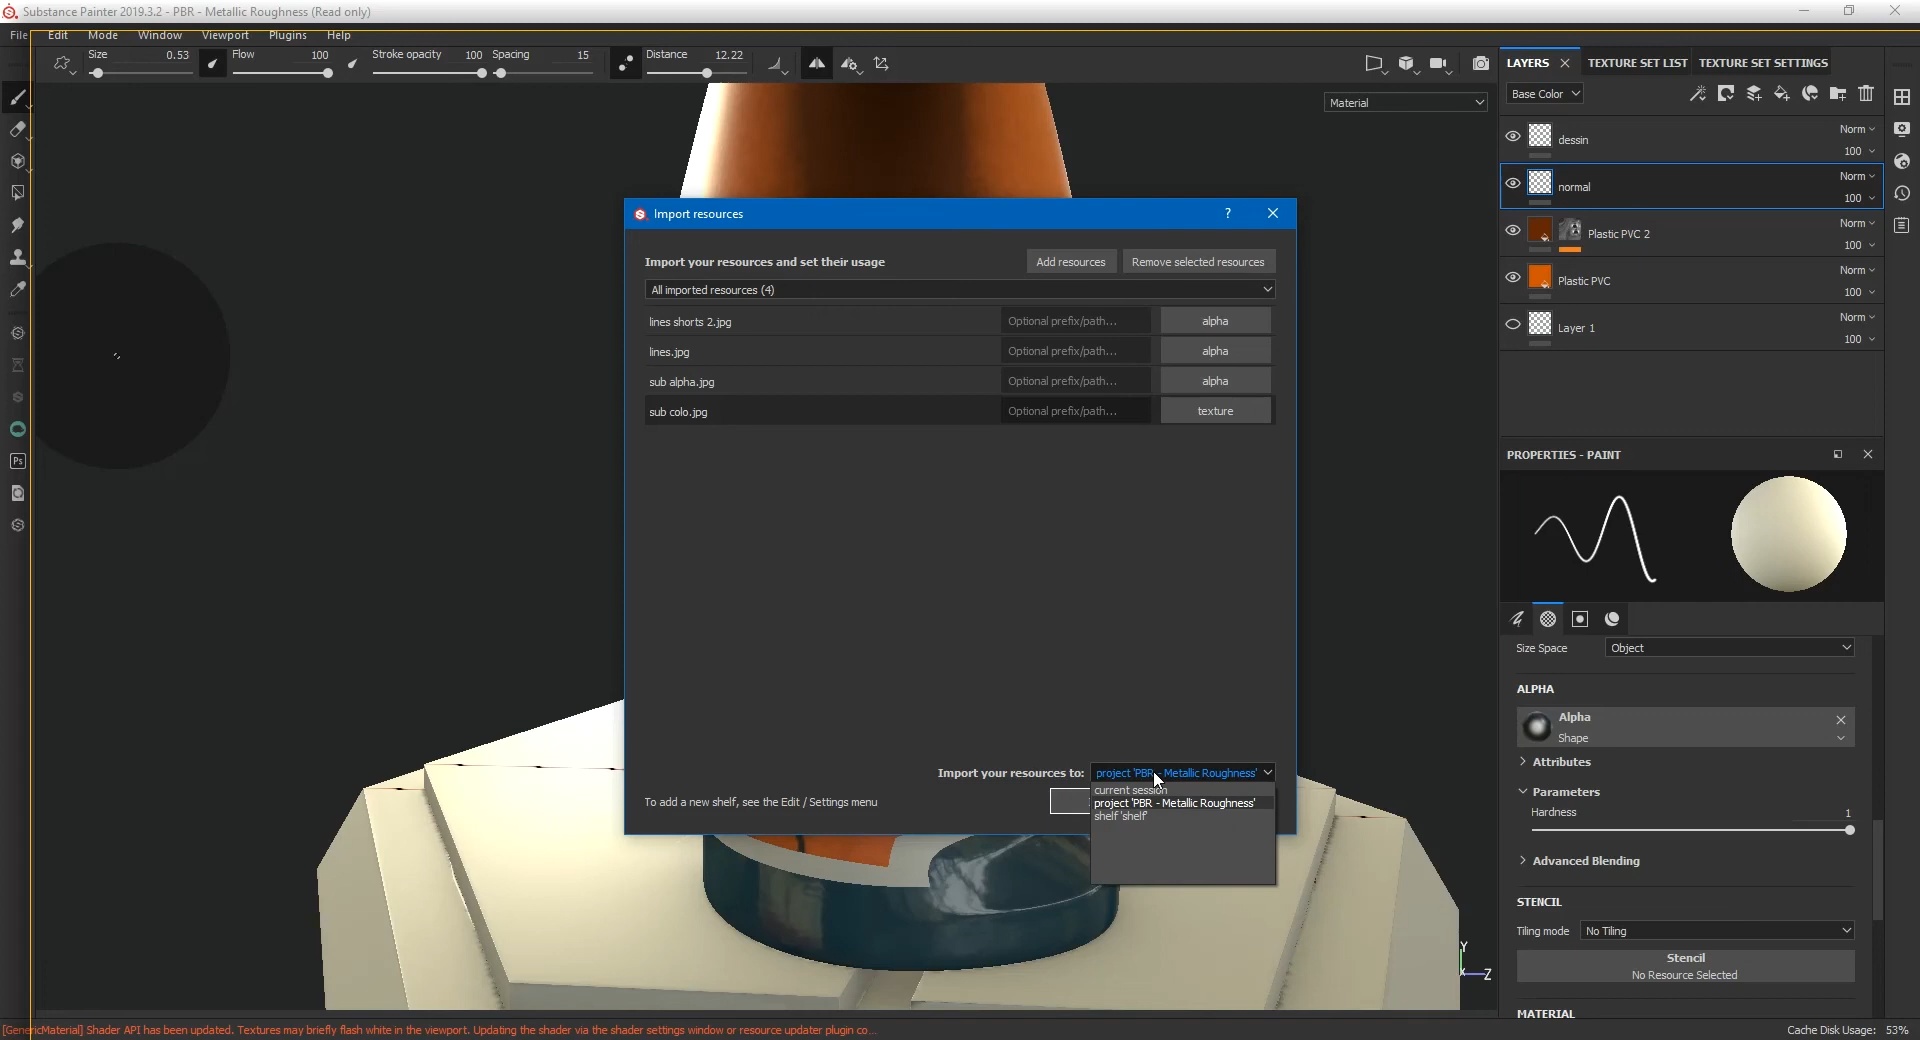 Substance Painter 2019.3.2 - PBR - Metallic Roughness (Read only)
File Edit Mode Window Viewport Plugins Help
Size 0.53 Flow 100 Stroke opacity 100 Spacing 15 Distance 12.22
Material
LAYERS TEXTURE SET LIST TEXTURE SET SETTINGS
Base Color
dessin Norm 100
normal Norm 100
Plastic PVC 2 Norm 100
Plastic PVC Norm 100
Layer 1 Norm 100
Import resources ?
Import your resources and set their usage Add resources Remove selected resources
All imported resources (4)
lines shorts 2.jpg Optional prefix/path... alpha
lines.jpg Optional prefix/path... alpha
sub alpha.jpg Optional prefix/path... alpha
sub colo.jpg Optional prefix/path... texture
Import your resources to: project 'PBR - Metallic Roughness'
current session
project 'PBR - Metallic Roughness'
shelf 'shelf'
To add a new shelf, see the Edit / Settings menu
Ps
PROPERTIES - PAINT
Size Space Object
ALPHA
Alpha
Shape
Attributes
Parameters
Hardness 1
Advanced Blending
STENCIL
Tiling mode No Tiling
Stencil
No Resource Selected
MATERIAL
Y
X Z
[GenericMaterial] Shader API has been updated. Textures may briefly flash white in the viewport. Updating the shader via the shader settings window or resource updater plugin co...
Cache Disk Usage: 53%